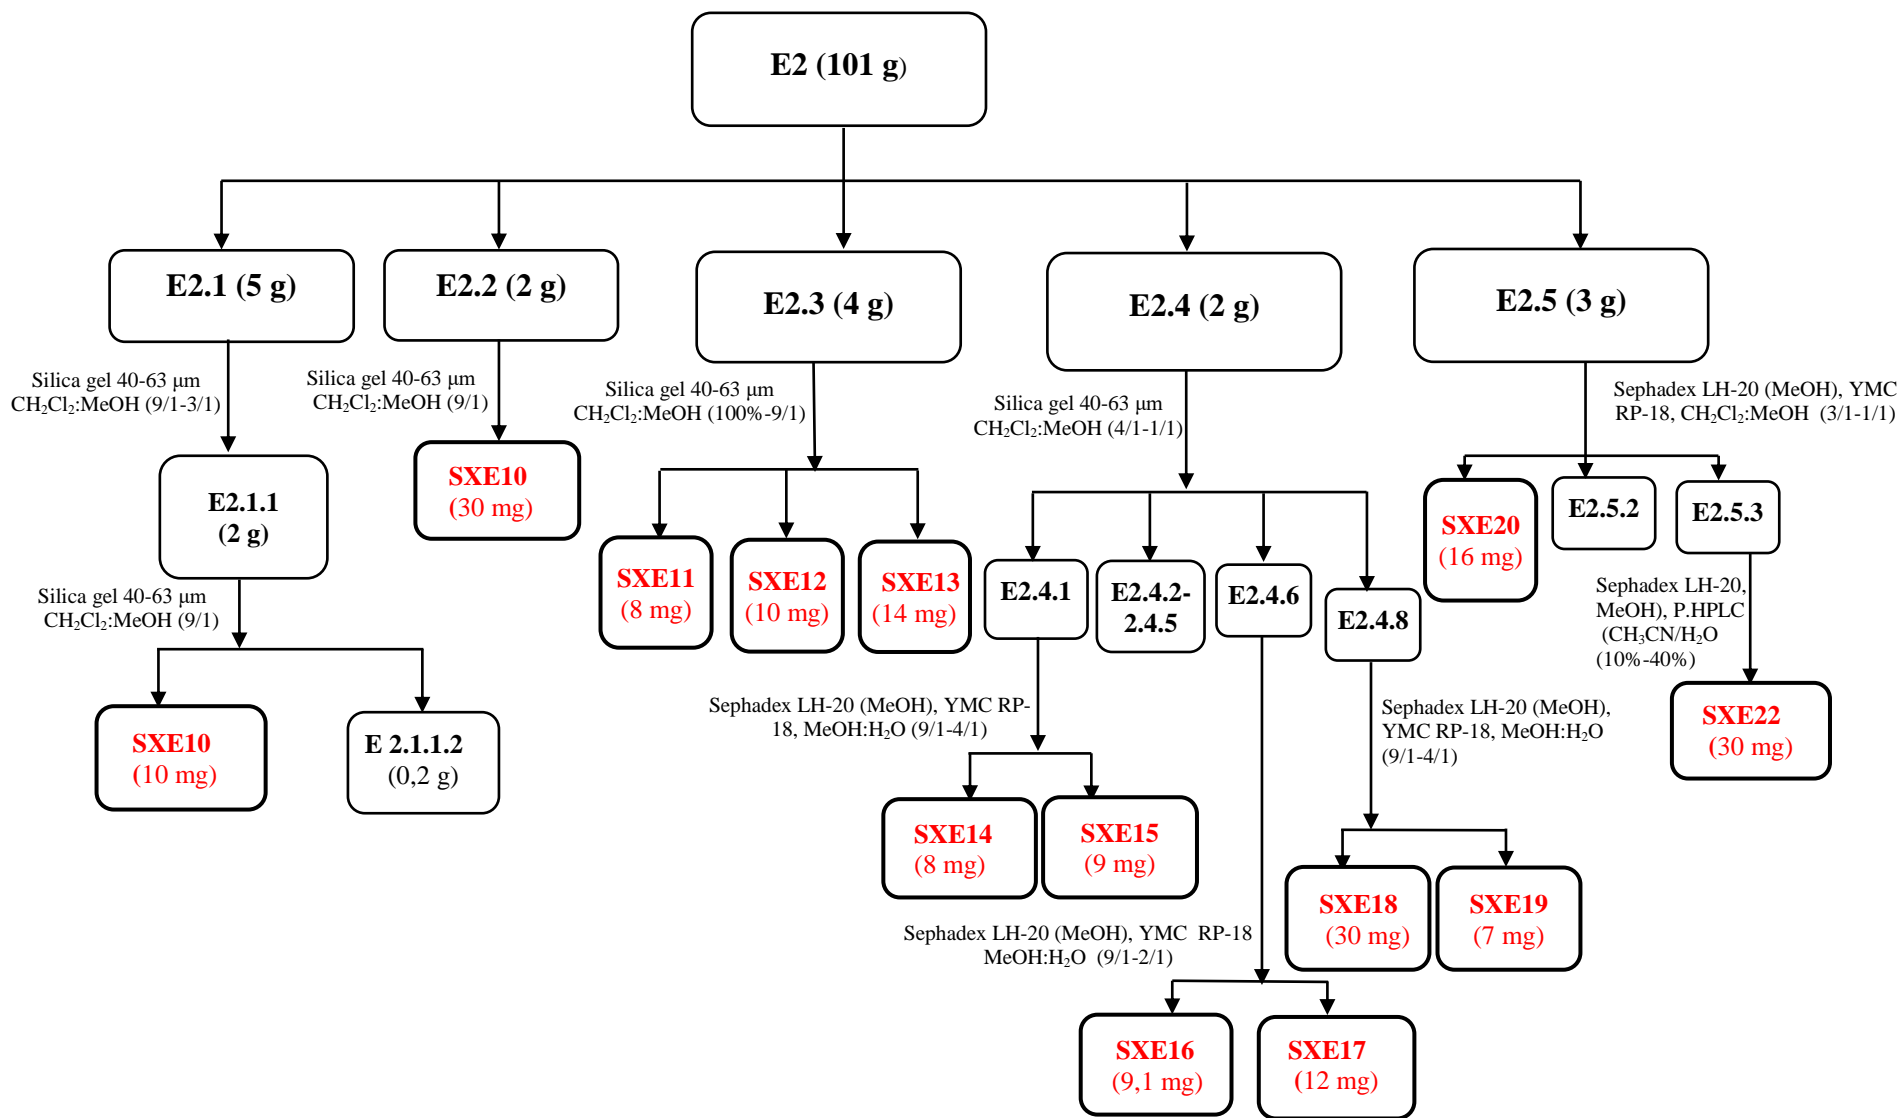 E2 (101 g)
E2.1 (5 g)
E2.2 (2 g)
E2.3 (4 g)
E2.4 (2 g)
E2.5 (3 g)
Silica gel 40-63 µm
CH₂Cl₂:MeOH (9/1-3/1)
Silica gel 40-63 µm
CH₂Cl₂:MeOH (9/1)
Silica gel 40-63 µm
CH₂Cl₂:MeOH (100%-9/1)
Silica gel 40-63 µm
CH₂Cl₂:MeOH (4/1-1/1)
Sephadex LH-20 (MeOH), YMC
RP-18, CH₂Cl₂:MeOH (3/1-1/1)
E2.1.1
(2 g)
SXE10
(30 mg)
SXE11
(8 mg)
SXE12
(10 mg)
SXE13
(14 mg)
E2.4.1
E2.4.2-
2.4.5
E2.4.6
E2.4.8
SXE20
(16 mg)
E2.5.2
E2.5.3
Silica gel 40-63 µm
CH₂Cl₂:MeOH (9/1)
Sephadex LH-20 (MeOH), YMC RP-
18, MeOH:H₂O (9/1-4/1)
Sephadex LH-20 (MeOH),
YMC RP-18, MeOH:H₂O
(9/1-4/1)
Sephadex LH-20,
MeOH), P.HPLC
(CH₃CN/H₂O
(10%-40%)
SXE10
(10 mg)
E 2.1.1.2
(0,2 g)
SXE22
(30 mg)
SXE14
(8 mg)
SXE15
(9 mg)
Sephadex LH-20 (MeOH), YMC RP-18
MeOH:H₂O (9/1-2/1)
SXE18
(30 mg)
SXE19
(7 mg)
SXE16
(9,1 mg)
SXE17
(12 mg)